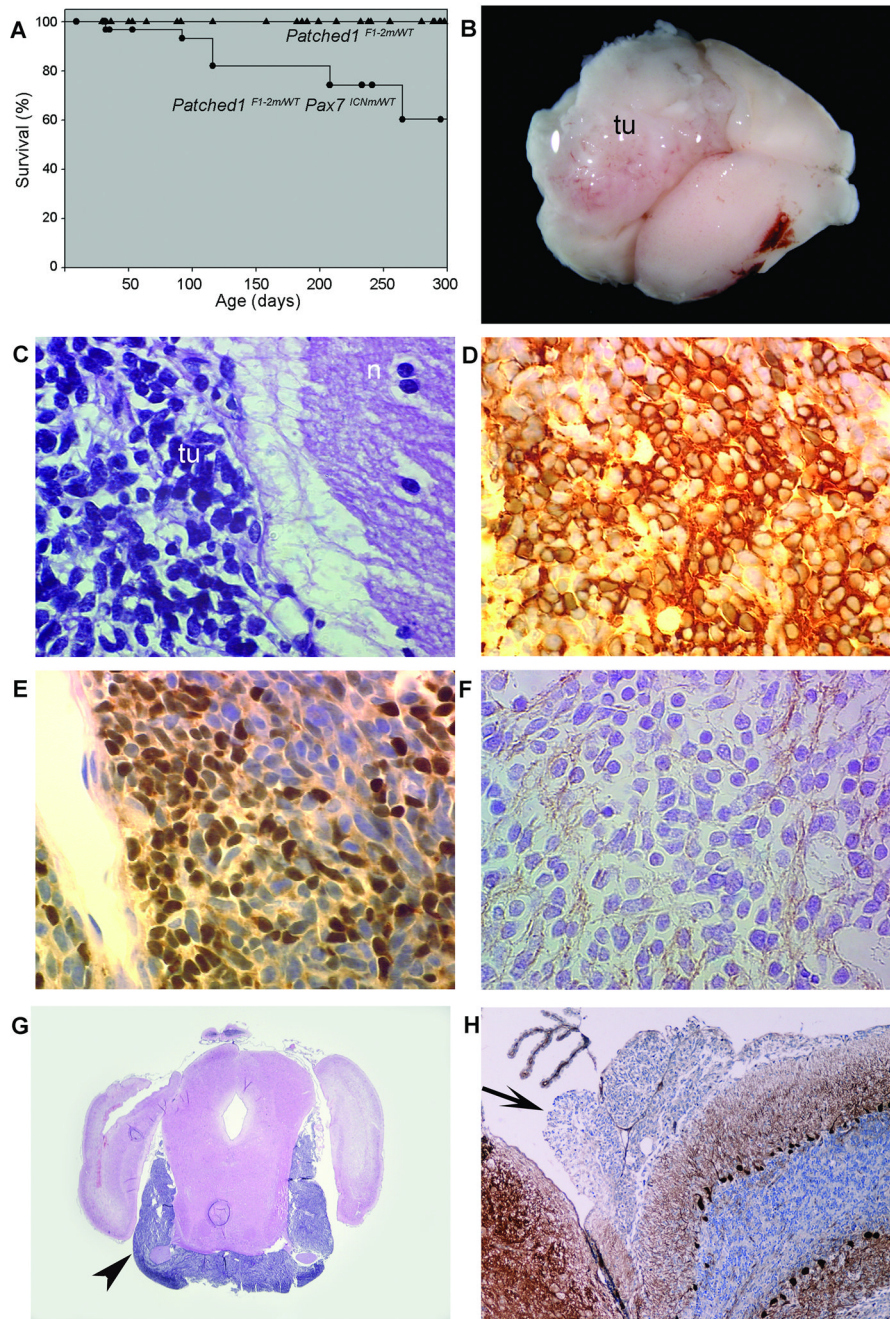 A
Survival (%)
100
80
60
40
20
0
Patched1 F1-2m/WT
Patched1 F1-2m/WT Pax7 ICNm/WT
50
100
150
200
250
300
Age (days)
B
tu
C
tu
n
D
E
F
G
H